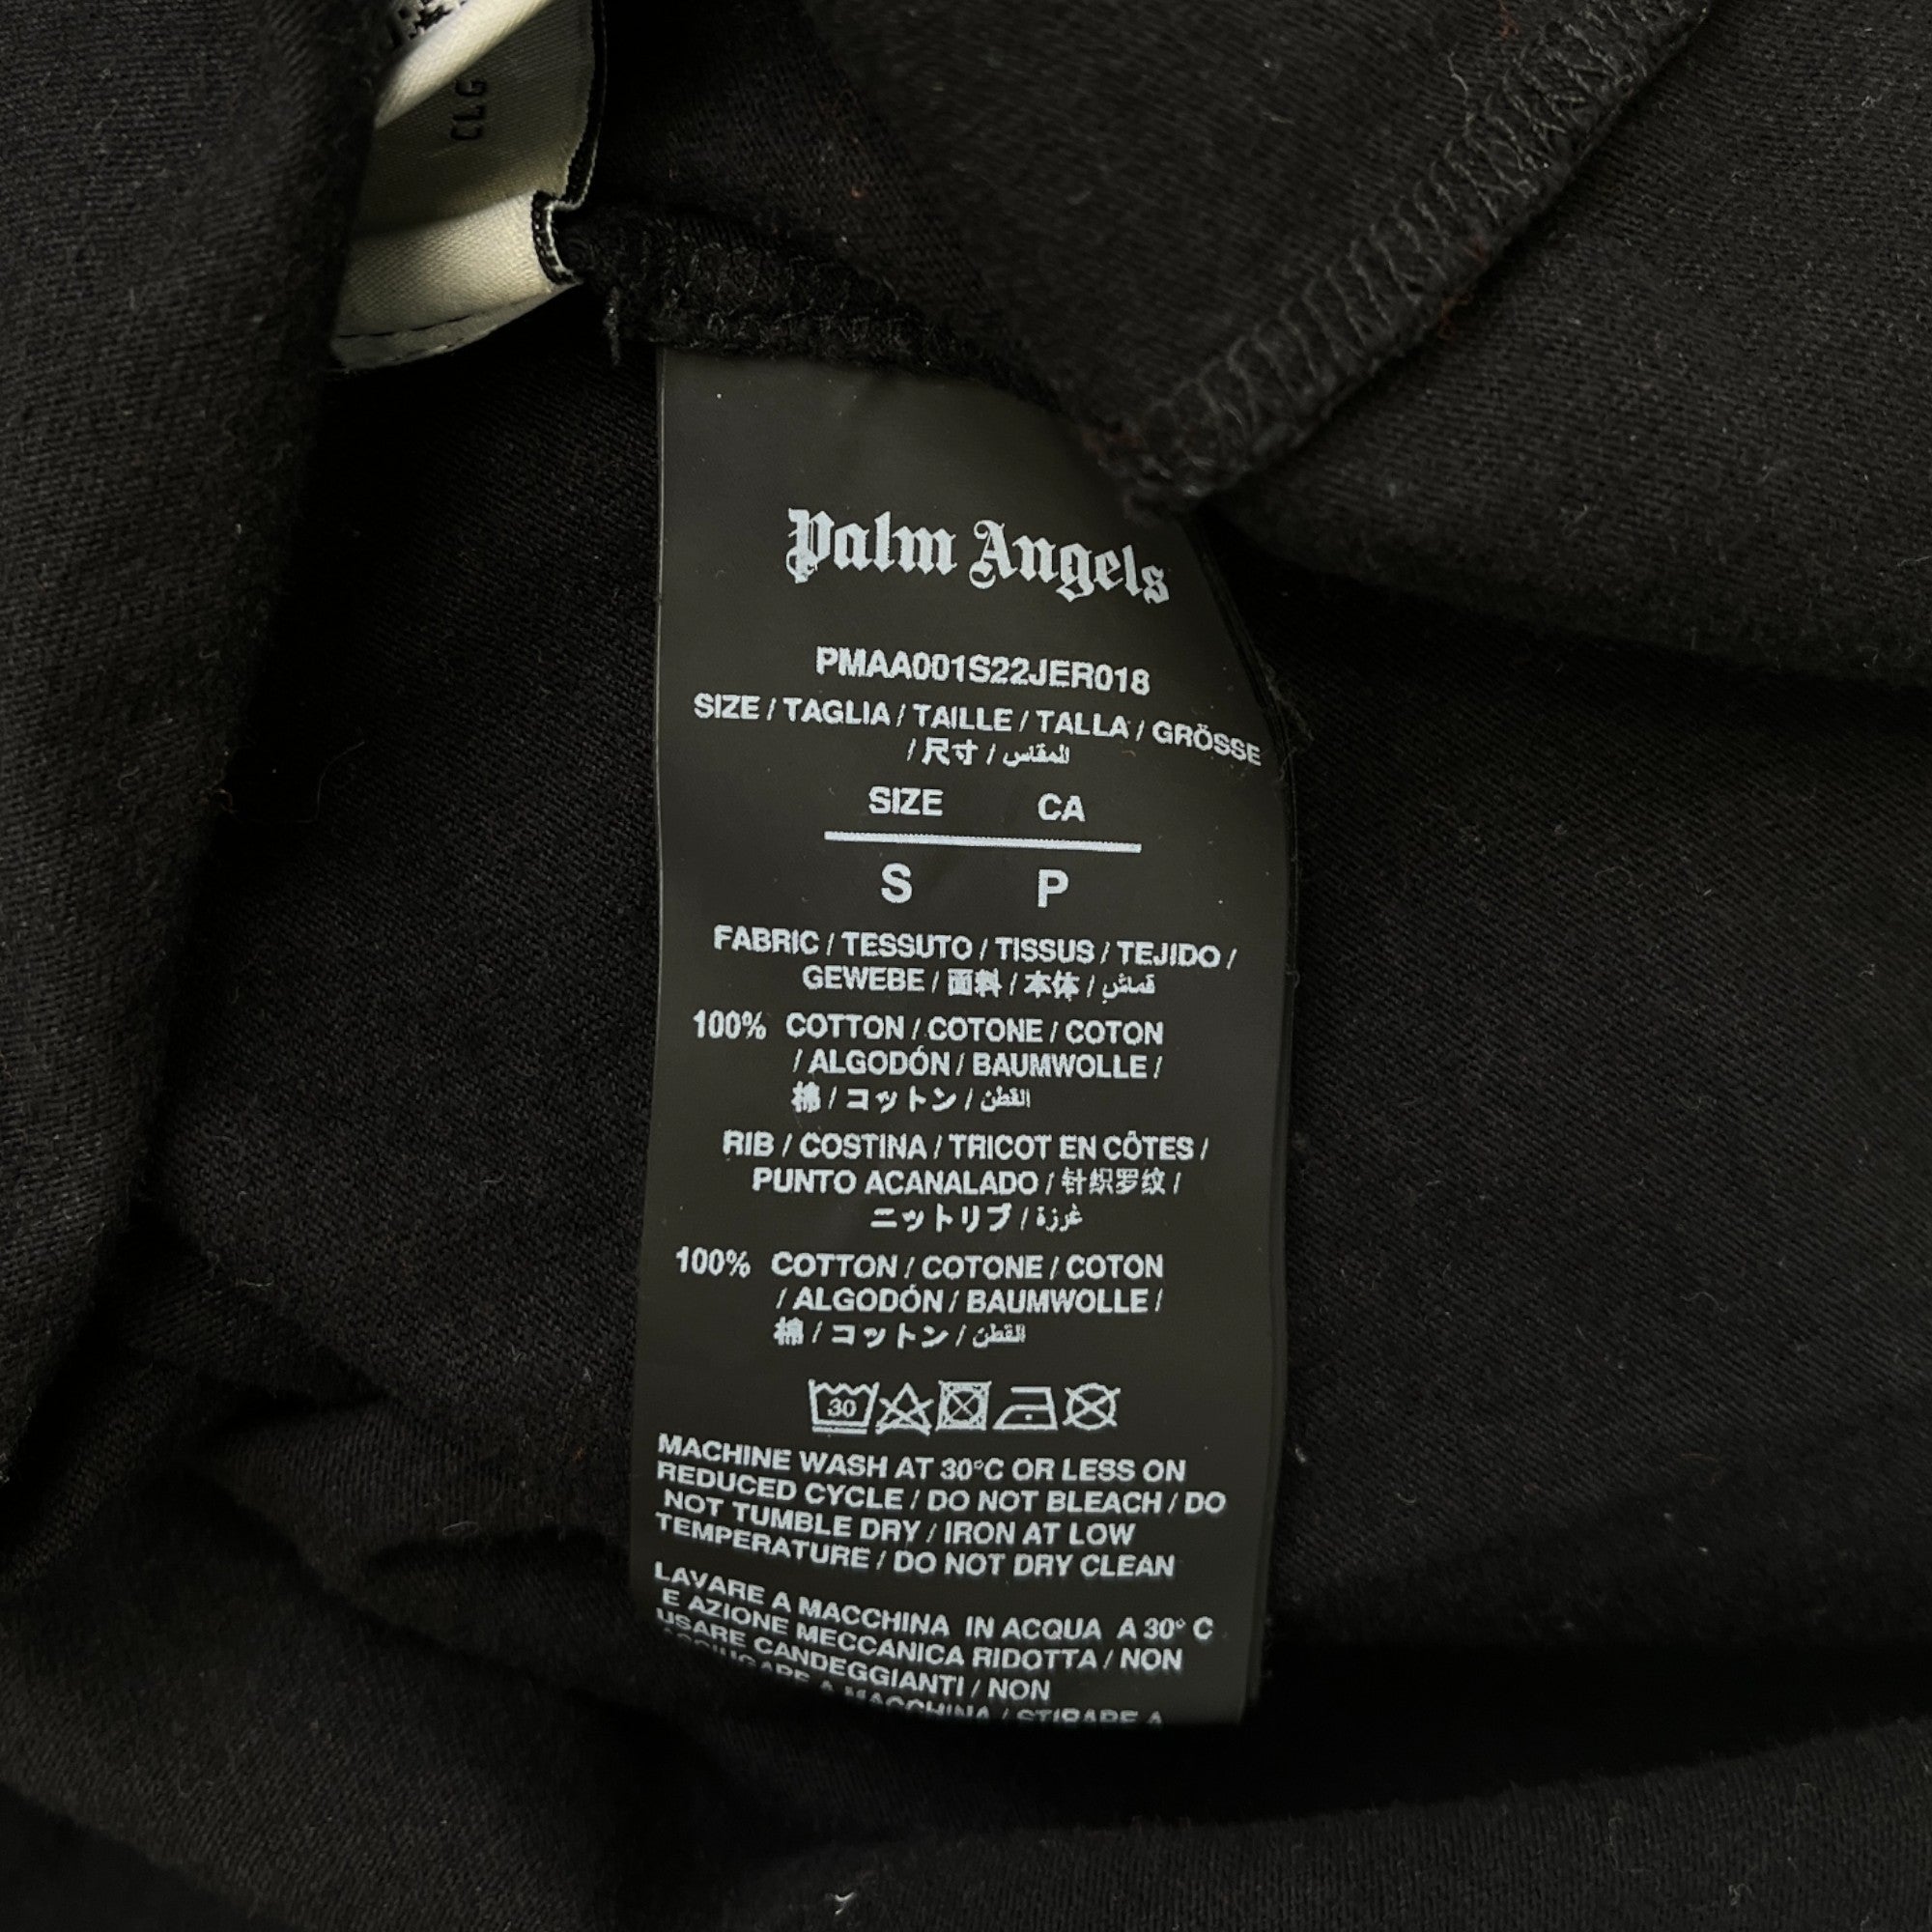 CLG
Palm Angels
PMAA001S22JER018
SIZE / TAGLIA / TAILLE / TALLA / GRÖSSE
/ 尺寸 / المقاس
SIZE CA
S P
FABRIC / TESSUTO / TISSUS / TEJIDO /
GEWEBE / 面料 / 本体 / قماش
100% COTTON / COTONE / COTON
/ ALGODÓN / BAUMWOLLE /
棉 / コットン / القطن
RIB / COSTINA / TRICOT EN CÔTES /
PUNTO ACANALADO / 针织罗纹 /
ニットリブ / غرزة
100% COTTON / COTONE / COTON
/ ALGODÓN / BAUMWOLLE /
棉 / コットン / القطن
30
MACHINE WASH AT 30°C OR LESS ON
REDUCED CYCLE / DO NOT BLEACH / DO
NOT TUMBLE DRY / IRON AT LOW
TEMPERATURE / DO NOT DRY CLEAN
LAVARE A MACCHINA IN ACQUA A 30° C
E AZIONE MECCANICA RIDOTTA / NON
USARE CANDEGGIANTI / NON
A MACCHINA / STIRARE A